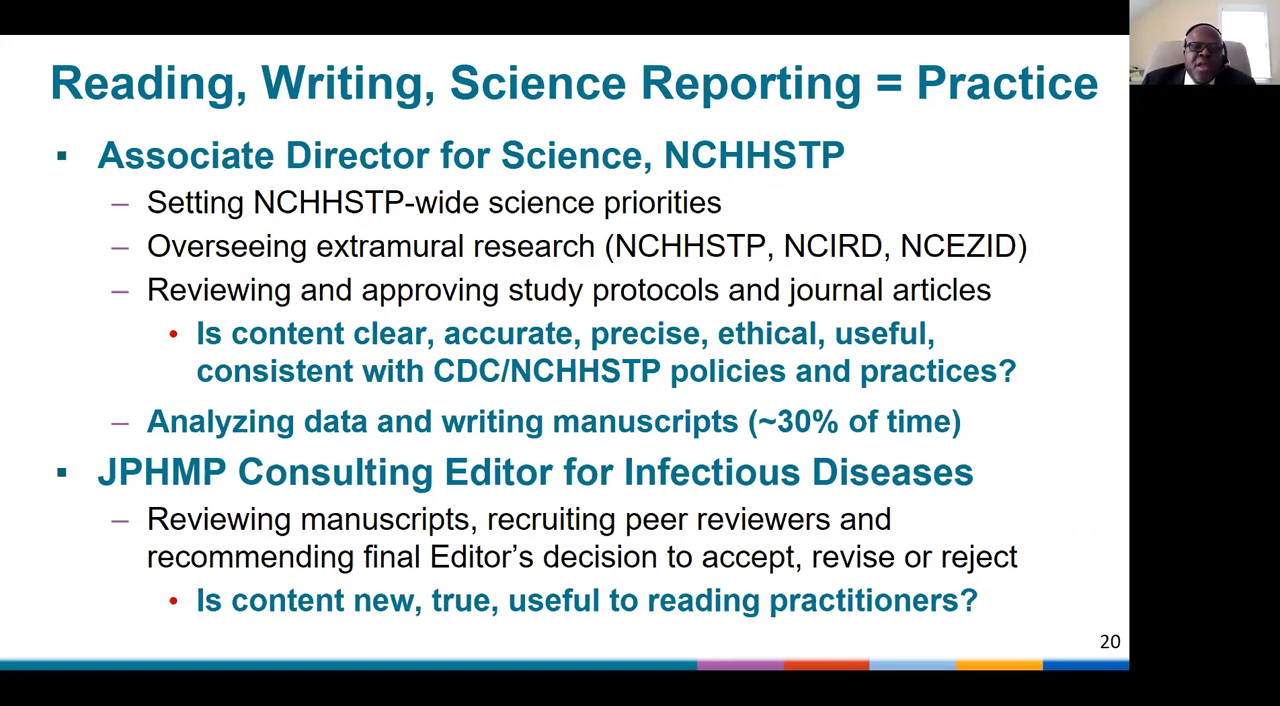 Reading, Writing, Science Reporting = Practice
▪ Associate Director for Science, NCHHSTP
– Setting NCHHSTP-wide science priorities
– Overseeing extramural research (NCHHSTP, NCIRD, NCEZID)
– Reviewing and approving study protocols and journal articles
• Is content clear, accurate, precise, ethical, useful,
consistent with CDC/NCHHSTP policies and practices?
– Analyzing data and writing manuscripts (~30% of time)
▪ JPHMP Consulting Editor for Infectious Diseases
– Reviewing manuscripts, recruiting peer reviewers and
recommending final Editor’s decision to accept, revise or reject
• Is content new, true, useful to reading practitioners?
20